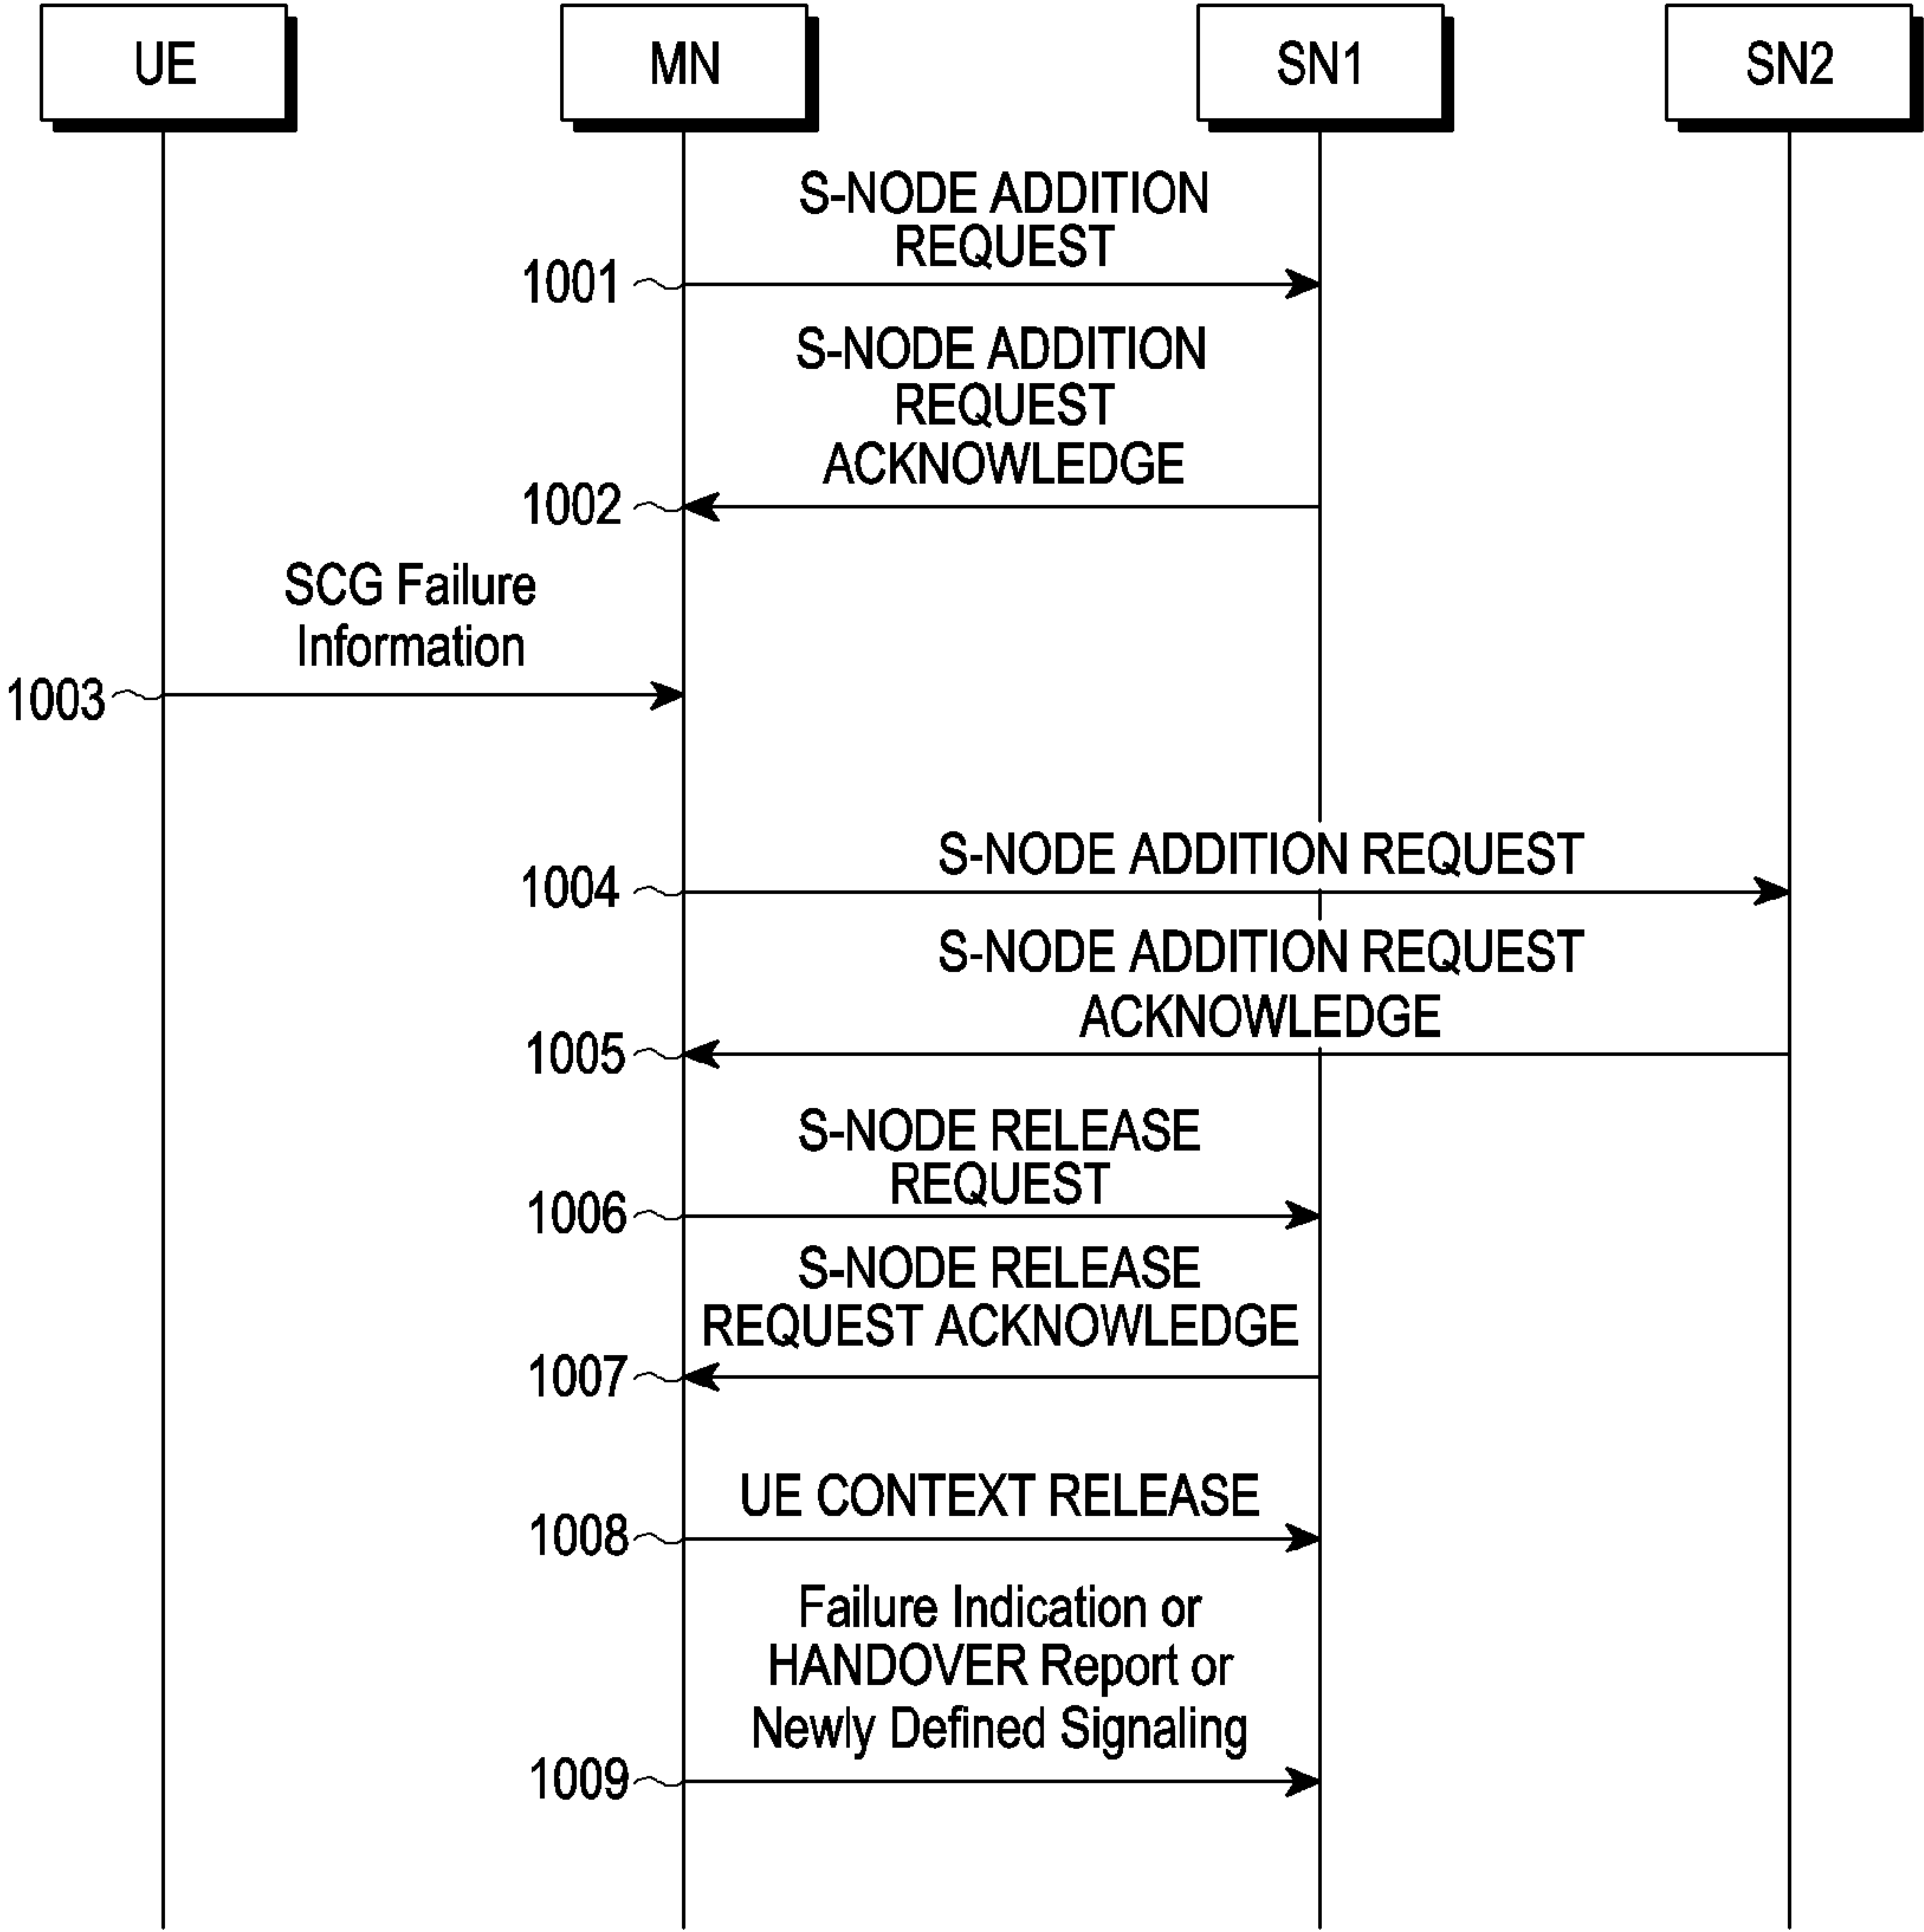 UE
MN
SN1
SN2
S-NODE ADDITION
REQUEST
1001
S-NODE ADDITION
REQUEST
ACKNOWLEDGE
1002
SCG Failure
Information
1003
S-NODE ADDITION REQUEST
1004
S-NODE ADDITION REQUEST
ACKNOWLEDGE
1005
S-NODE RELEASE
REQUEST
1006
S-NODE RELEASE
REQUEST ACKNOWLEDGE
1007
UE CONTEXT RELEASE
1008
Failure Indication or
HANDOVER Report or
Newly Defined Signaling
1009